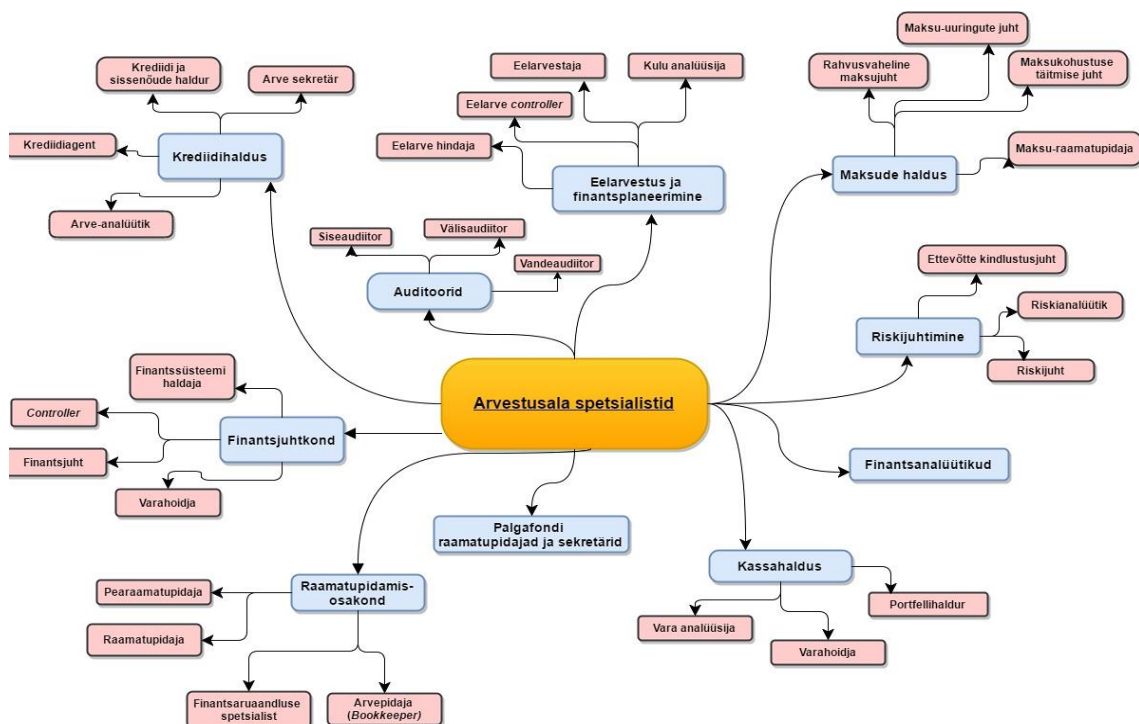 Maksu-uuringute juht
Krediidi ja
sissenõude haldur
Arve sekretär
Eelarvestaja
Kulu analüüsija
Rahvusvaheline
maksujuht
Maksukohustuse
täitmise juht
Eelarve controller
Krediidiagent
Krediidihaldus
Eelarve hindaja
Eelarvestus ja
finantsplaneerimine
Maksude haldus
Maksu-raamatupidaja
Arve-analüütik
Siseaudiitor
Välisaudiitor
Vandeaudiitor
Auditoorid
Ettevõtte kindlustusjuht
Riskianalüütik
Riskijuhtimine
Riskijuht
Finantssüsteemi
haldaja
Arvestusala spetsialistid
Controller
Finantsjuhtkond
Finantsjuht
Varahoidja
Finantsanalüütikud
Palgafondi
raamatupidajad ja sekretärid
Kassahaldus
Raamatupidamis-
osakond
Pearaamatupidaja
Raamatupidaja
Portfellihaldur
Vara analüüsija
Varahoidja
Finantsaruaandluse
spetsialist
Arvepidaja
(Bookkeeper)